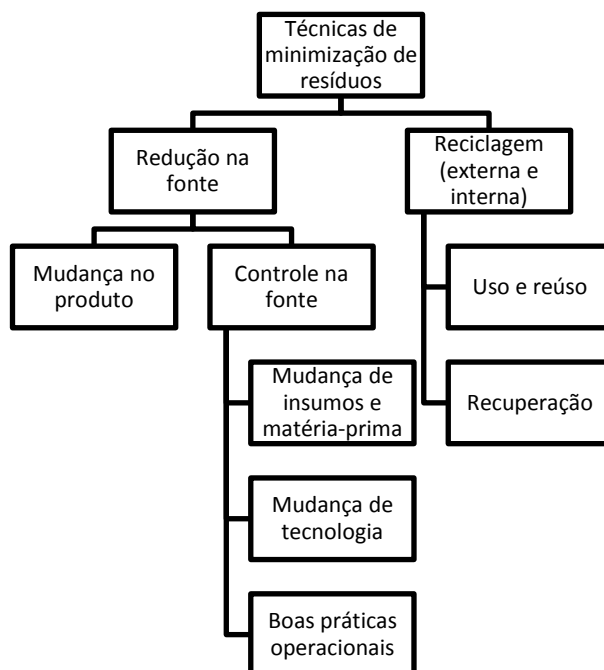 Técnicas de
minimização de
resíduos
Redução na
fonte
Reciclagem
(externa e
interna)
Mudança no
produto
Controle na
fonte
Uso e reúso
Mudança de
insumos e
matéria-prima
Recuperação
Mudança de
tecnologia
Boas práticas
operacionais